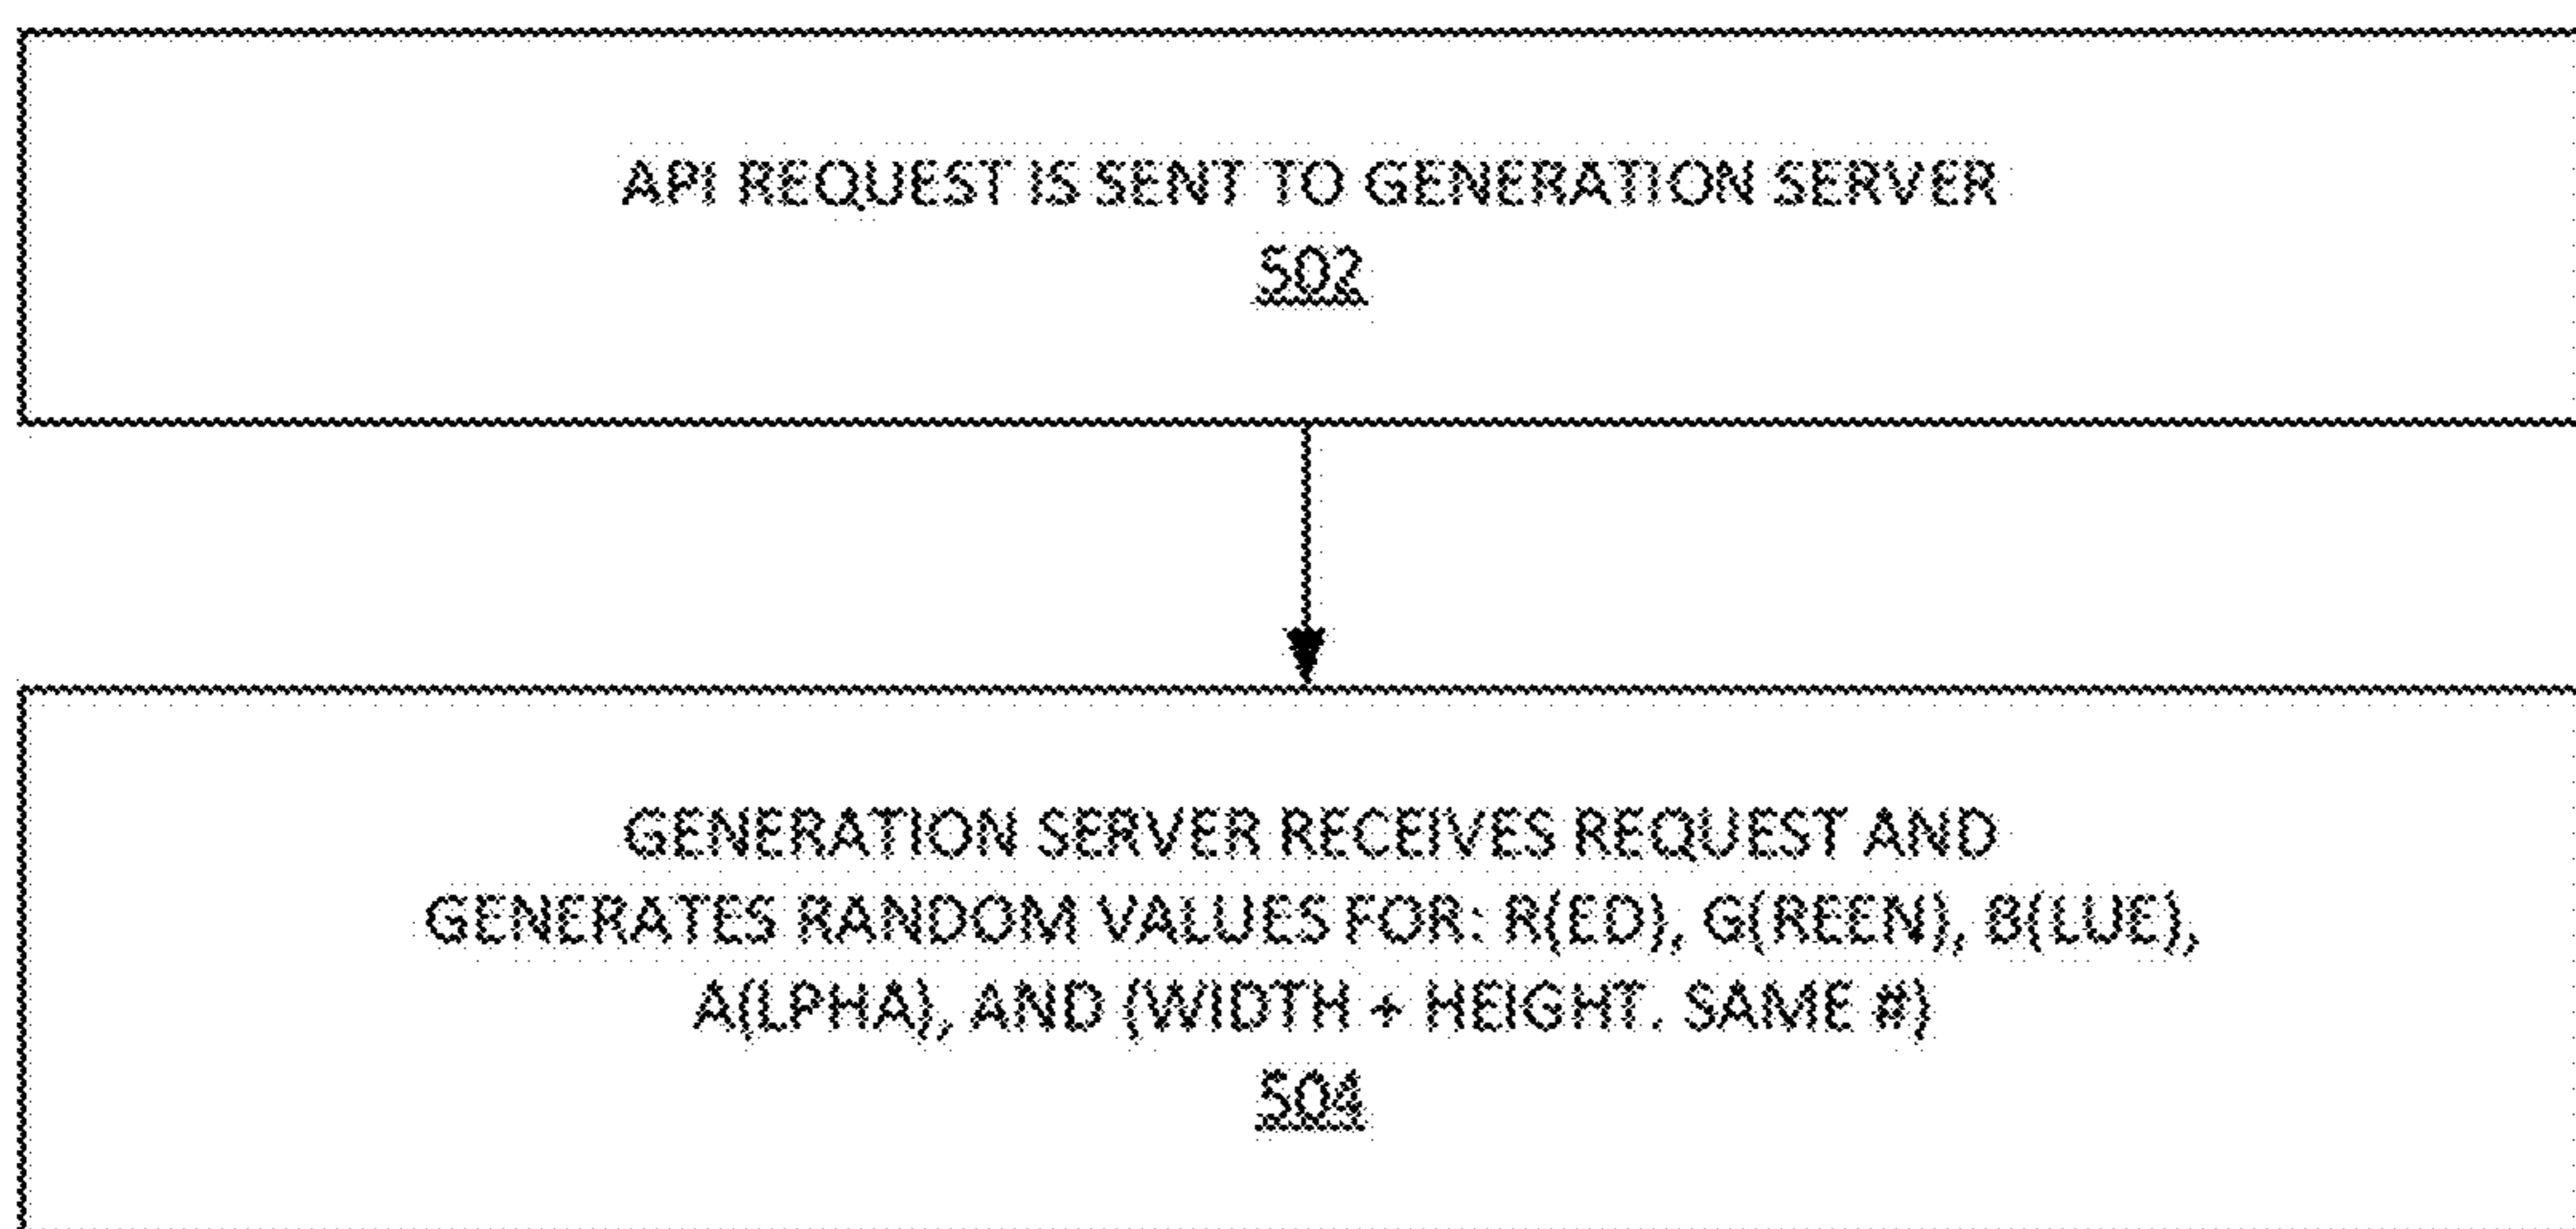 API REQUEST IS SENT TO GENERATION SERVER
502
GENERATION SERVER RECEIVES REQUEST AND
GENERATES RANDOM VALUES FOR: R(ED), G(REEN), B(LUE),
A(LPHA), AND (WIDTH + HEIGHT. SAME #)
504